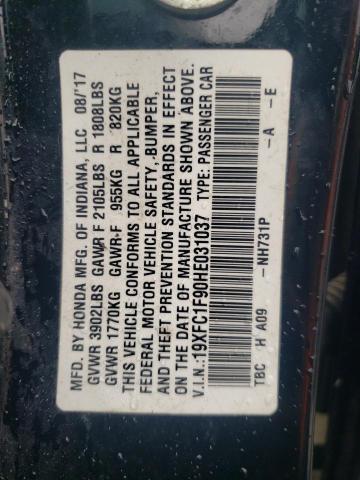 MFD. BY HONDA MFG. OF INDIANA, LLC 08/'17
GVWR 3902LBS GAWR F 2105LBS R 1808LBS
GVWR 1770KG GAWR-F 955KG R 820KG
THIS VEHICLE CONFORMS TO ALL APPLICABLE
FEDERAL MOTOR VEHICLE SAFETY, BUMPER,
AND THEFT PREVENTION STANDARDS IN EFFECT
ON THE DATE OF MANUFACTURE SHOWN ABOVE.
V.I.N.: 19XFC1F90HE031037 TYPE: PASSENGER CAR
-NH731P -A -E
TBC H A09